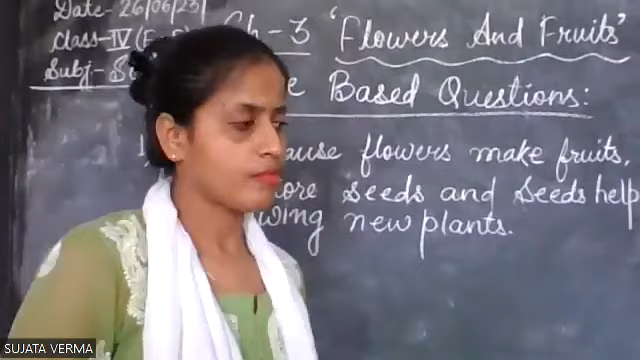 Date- 26/06/23
Ch-3 'Flowers And Fruits'
Class-IV
Subj-
Based Questions:
flowers make fruits,
seeds and seeds help
new plants.
SUJATA VERMA